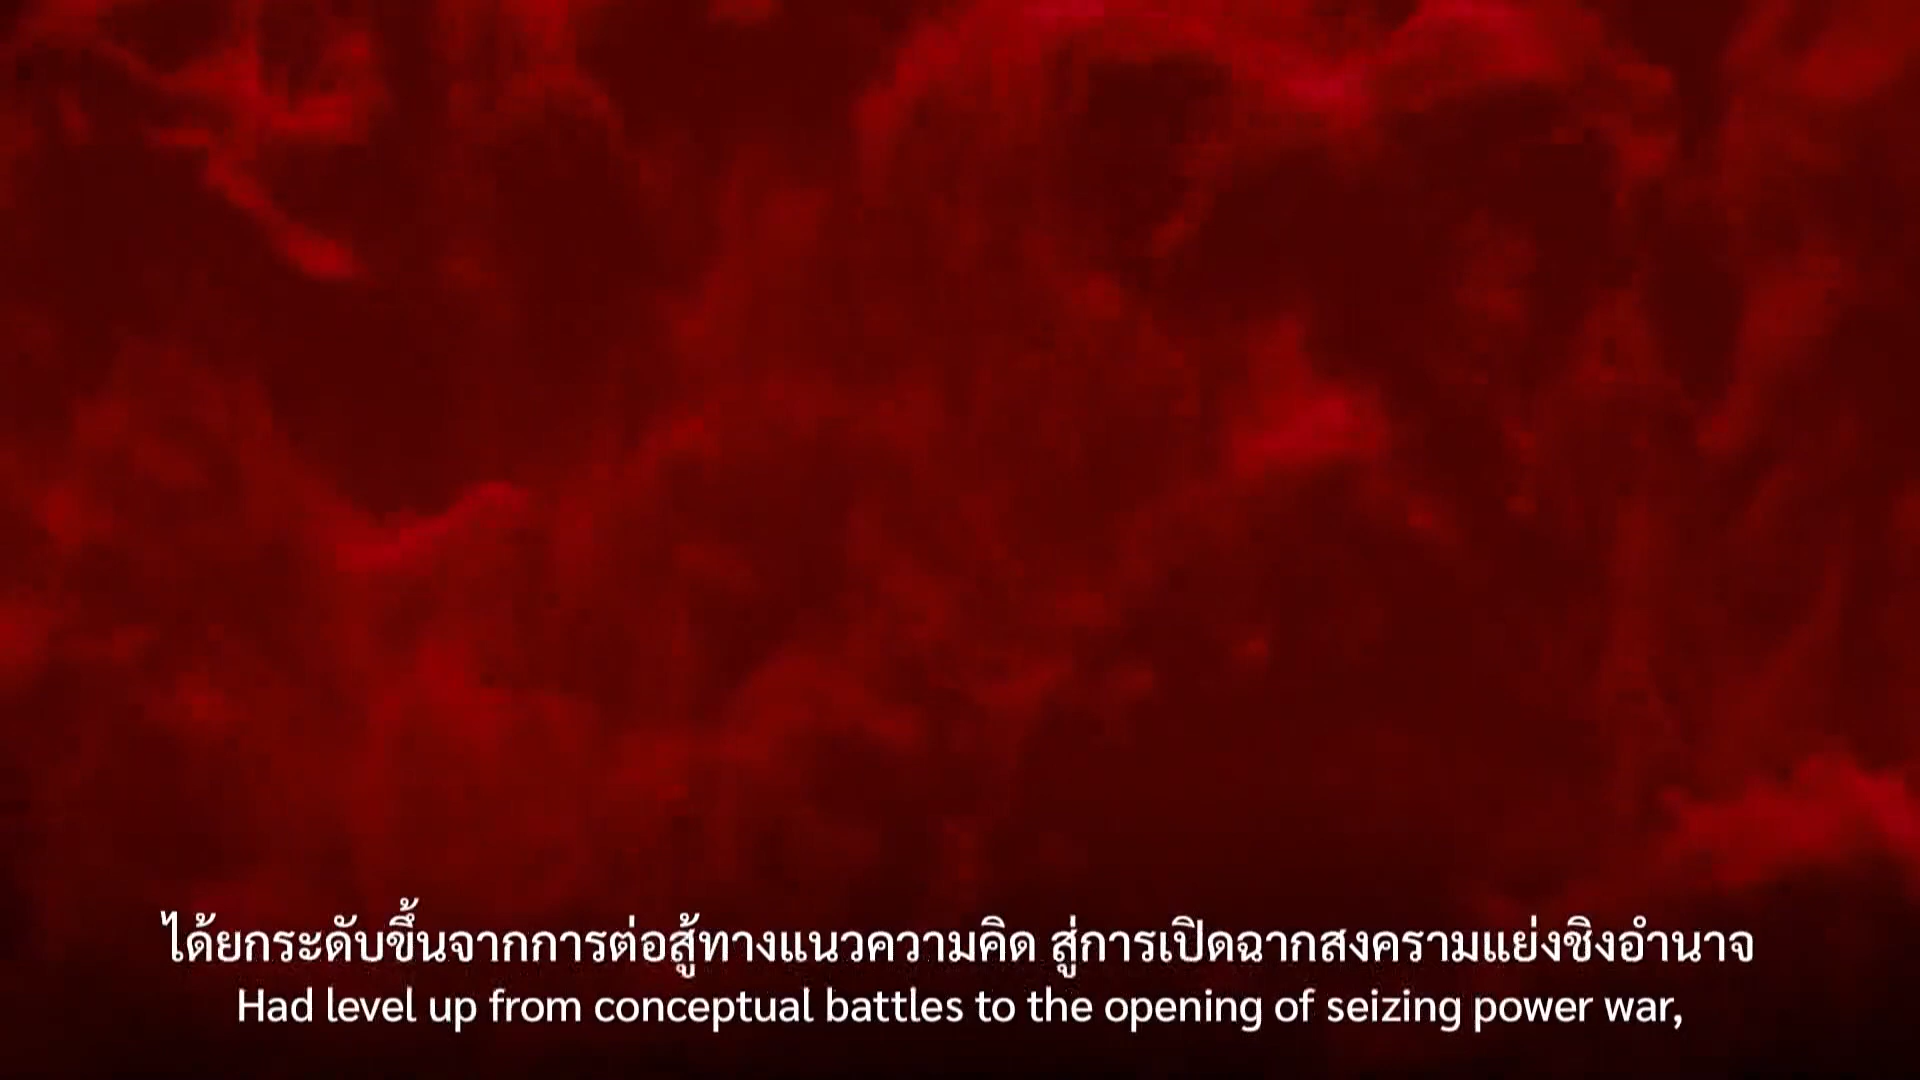 ได้ยกระดับขึ้นจากการต่อสู้ทางแนวความคิด สู่การเปิดฉากสงครามแย่งชิงอำนาจ
Had level up from conceptual battles to the opening of seizing power war,